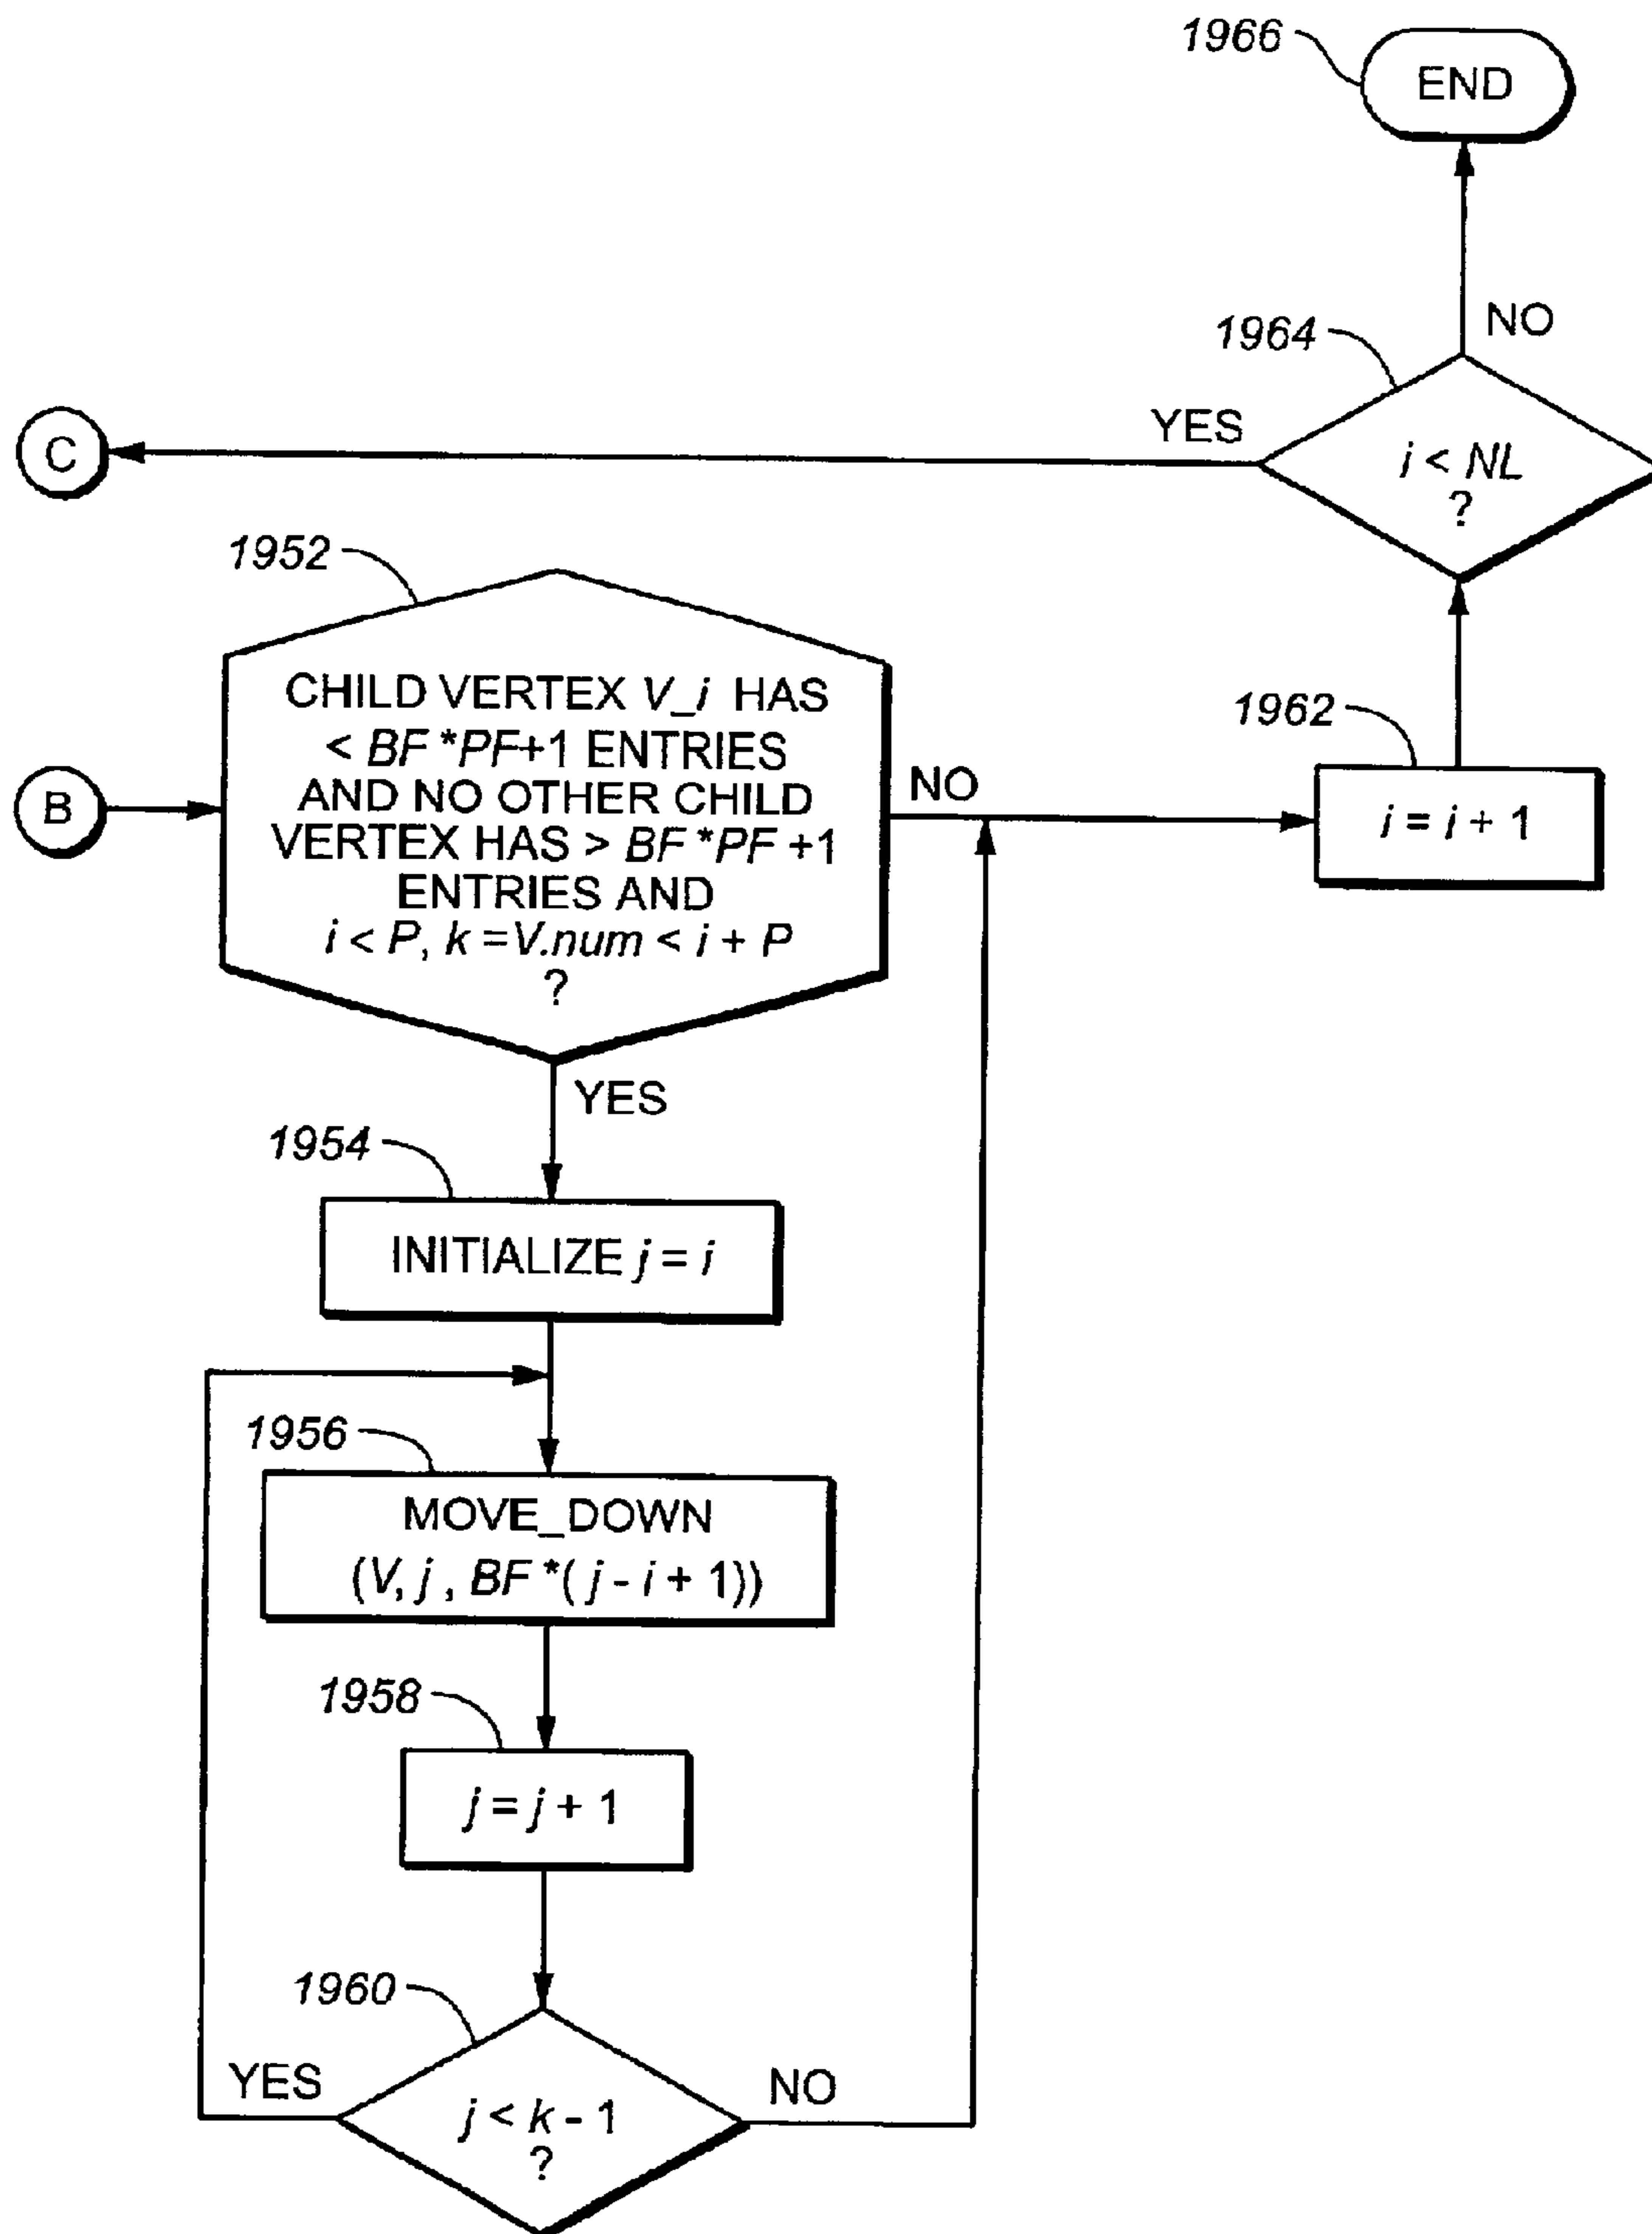 1966
END
NO
1964
YES
C
i < NL
?
1952
CHILD VERTEX V_i HAS
< BF *PF+1 ENTRIES
AND NO OTHER CHILD
VERTEX HAS > BF *PF +1
ENTRIES AND
i < P, k =V.num < i + P
?
B
NO
1962
i = i + 1
YES
1954
INITIALIZE j = i
1956
MOVE_DOWN
(V, j , BF *( j - i + 1))
1958
j = j + 1
1960
YES
NO
j < k - 1
?